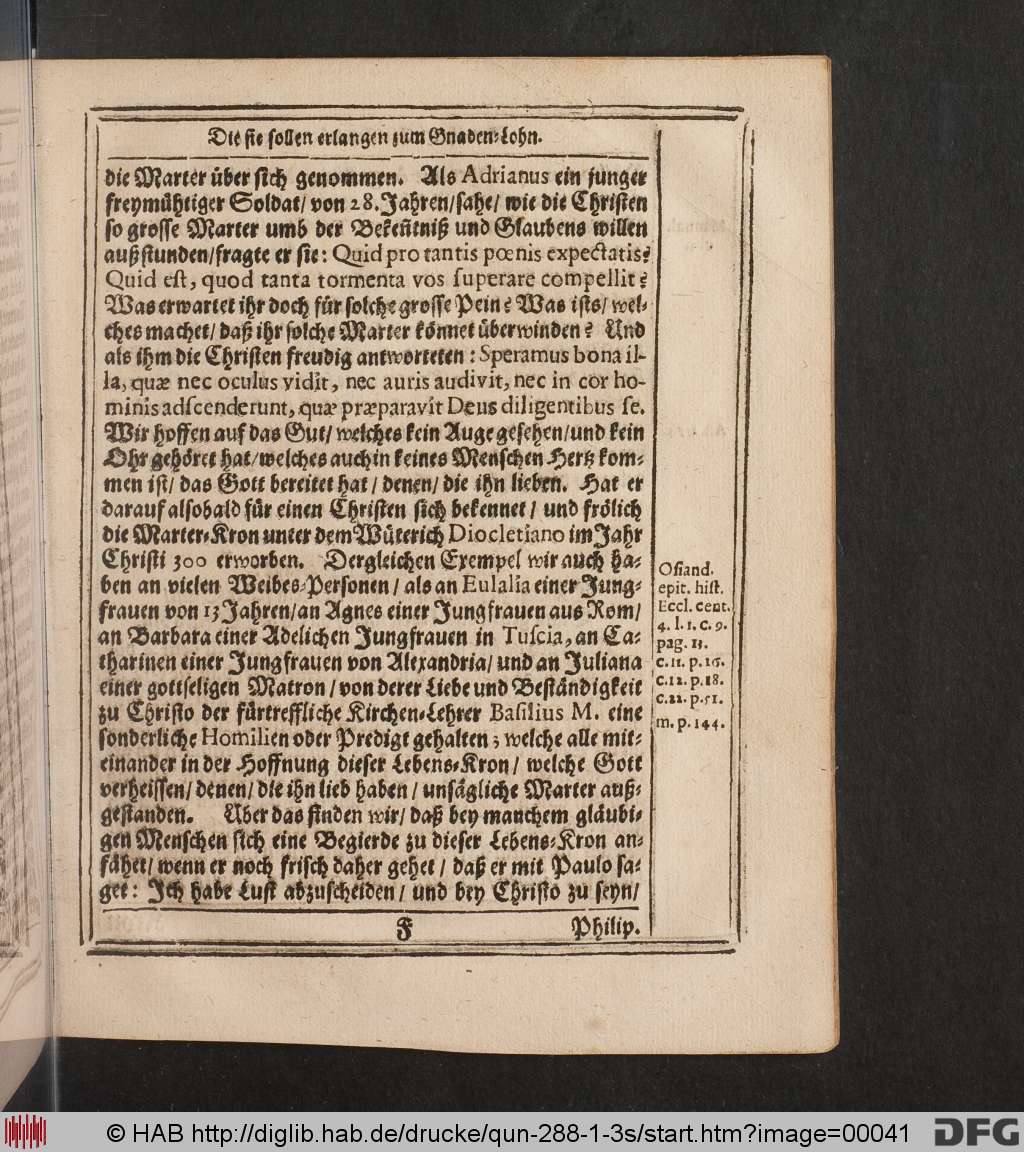 Die sie sollen erlangen zum Gnaden-Lohn.
die Marter über sich genommen. Als Adrianus ein junger
freymühtiger Soldat/ von 28. Jahren/ sahe/ wie die Christen
so grosse Marter umb der Bekeñtniß und Glaubens willen
außstunden/ fragte er sie: Quid pro tantis pœnis expectatis?
Quid est, quod tanta tormenta vos superare compellit?
Was erwartet ihr doch für solche grosse Pein? Was ists/ wel-
ches machet/ daß ihr solche Marter könnet überwinden? Und
als ihm die Christen freudig antworteten: Speramus bona il-
la, quæ nec oculus vidit, nec auris audivit, nec in cor ho-
minis adscenderunt, quæ præparavit Deus diligentibus se.
Wir hoffen auf das Gut/ welches kein Auge gesehen/ und kein
Ohr gehöret hat/ welches auch in keines Menschen Hertz kom-
men ist/ das Gott bereitet hat/ denen/ die ihn lieben. Hat er
darauf alsobald für einen Christen sich bekennet/ und frölich
die Marter-Kron unter dem Wüterich Diocletiano im Jahr
Christi 300 erworben. Dergleichen Exempel wir auch ha-
ben an vielen Weibes-Personen/ als an Eulalia einer Jung-
frauen von 13 Jahren/ an Agnes einer Jungfrauen aus Rom/
an Barbara einer Adelichen Jungfrauen in Tuscia, an Ca-
tharinen einer Jungfrauen von Alexandria/ und an Juliana
einer gottseligen Matron/ von derer Liebe und Beständigkeit
zu Christo der fürtreffliche Kirchen-Lehrer Basilius M. eine
sonderliche Homilien oder Predigt gehalten; welche alle mit-
einander in der Hoffnung dieser Lebens-Kron/ welche Gott
verheissen/ denen/ die ihn lieb haben/ unsägliche Marter auß-
gestanden. Uber das finden wir/ daß bey manchem gläubi-
gen Menschen sich eine Begierde zu dieser Lebens-Kron an-
fähet/ wenn er noch frisch daher gehet/ daß er mit Paulo sa-
get: Ich habe Lust abzuscheiden/ und bey Christo zu seyn/
F
Philip.
Osiand.
epit. hist.
Eccl. cent.
4. l. 1. c. 9.
pag. 11.
c. 11. p. 16.
c. 12. p. 18.
c. 22. p. 51.
m. p. 144.
© HAB http://diglib.hab.de/drucke/qun-288-1-3s/start.htm?image=00041
DFG